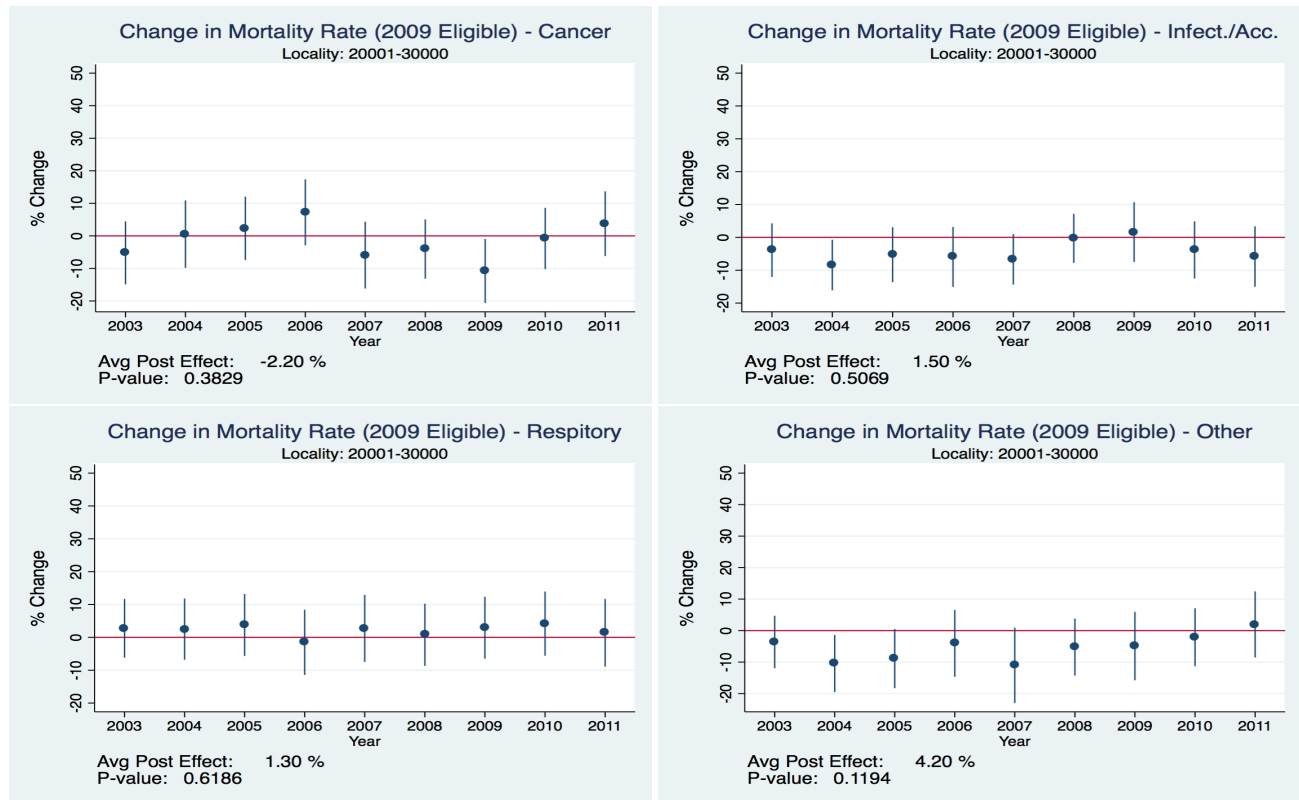 Change in Mortality Rate (2009 Eligible) - Cancer
Locality: 20001-30000
% Change
50
40
30
20
10
0
-10
-20
2003 2004 2005 2006 2007 2008 2009 2010 2011
Year
Avg Post Effect: -2.20 %
P-value: 0.3829
Change in Mortality Rate (2009 Eligible) - Infect./Acc.
Locality: 20001-30000
% Change
50
40
30
20
10
0
-10
-20
2003 2004 2005 2006 2007 2008 2009 2010 2011
Year
Avg Post Effect: 1.50 %
P-value: 0.5069
Change in Mortality Rate (2009 Eligible) - Respitory
Locality: 20001-30000
% Change
50
40
30
20
10
0
-10
-20
2003 2004 2005 2006 2007 2008 2009 2010 2011
Year
Avg Post Effect: 1.30 %
P-value: 0.6186
Change in Mortality Rate (2009 Eligible) - Other
Locality: 20001-30000
% Change
50
40
30
20
10
0
-10
-20
2003 2004 2005 2006 2007 2008 2009 2010 2011
Year
Avg Post Effect: 4.20 %
P-value: 0.1194